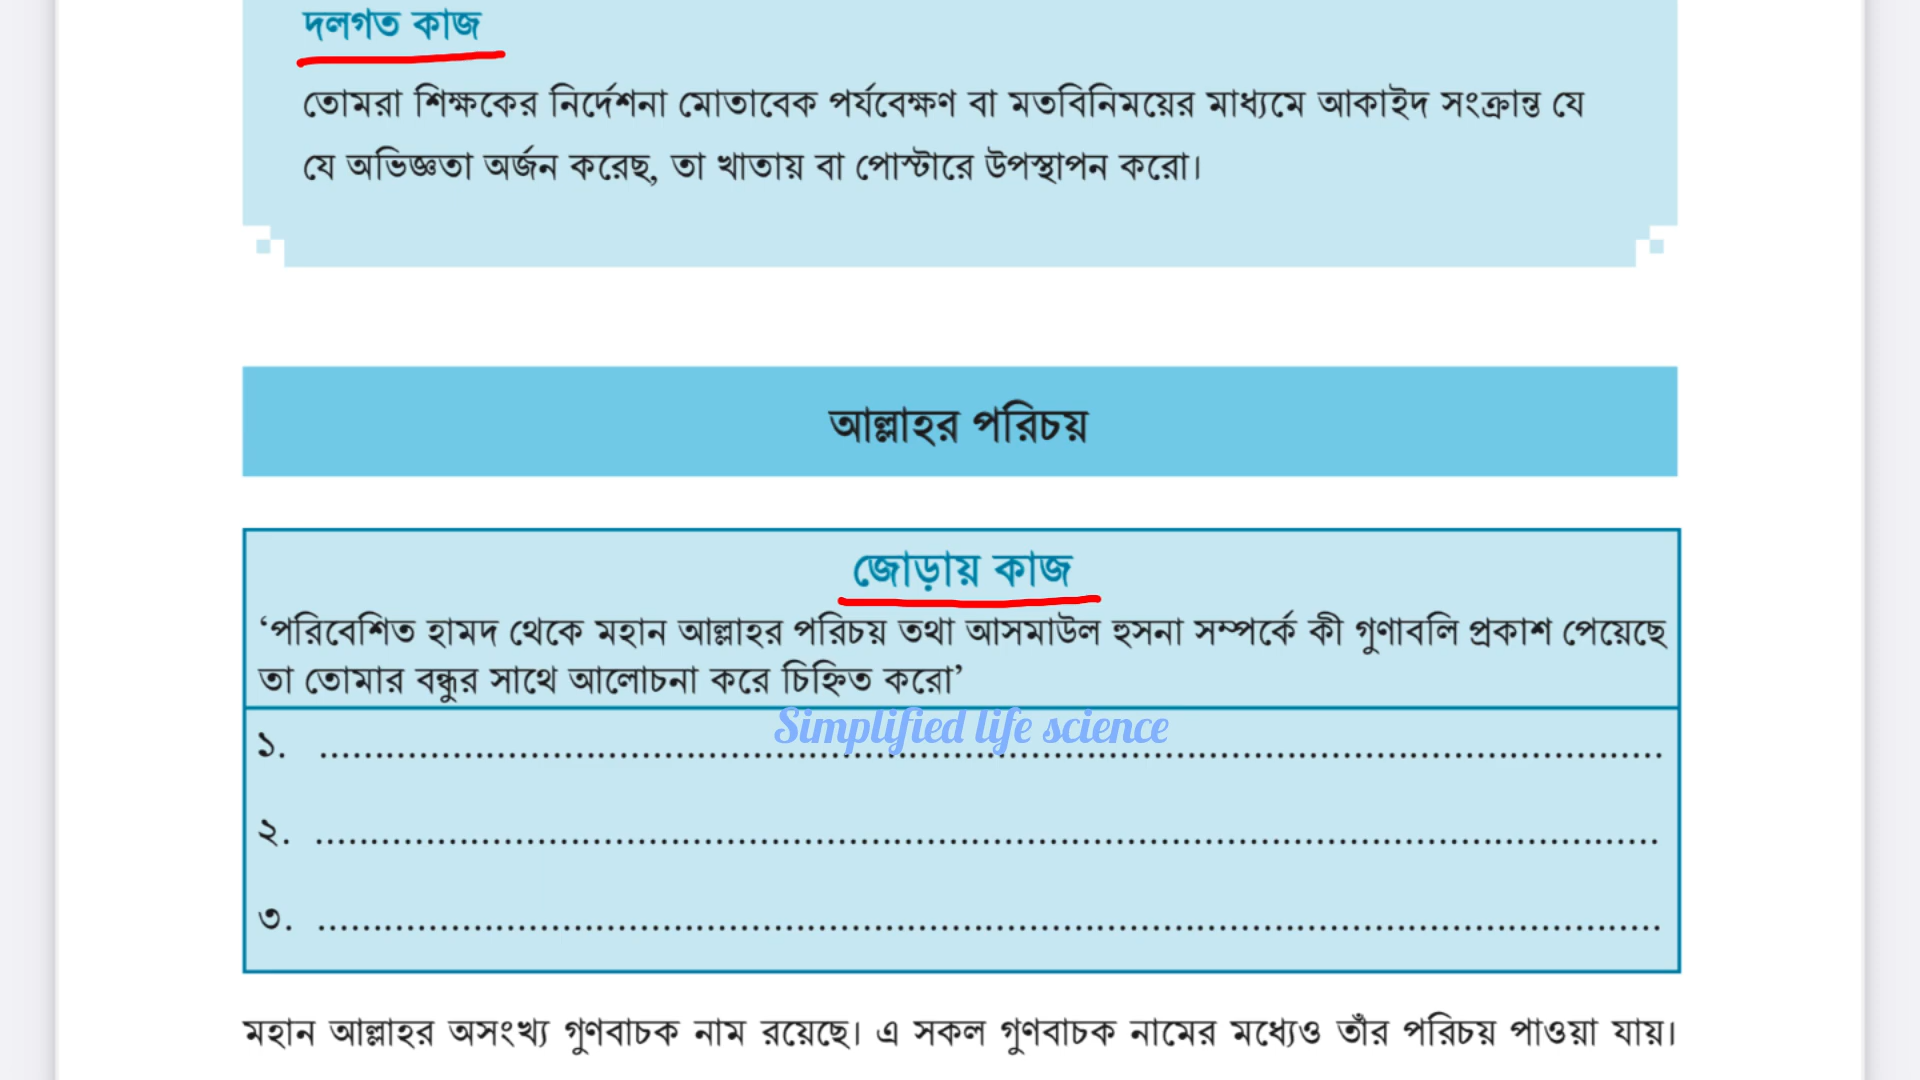 দলগত কাজ
তোমরা শিক্ষকের নির্দেশনা মোতাবেক পর্যবেক্ষণ বা মতবিনিময়ের মাধ্যমে আকাইদ সংক্রান্ত যে
যে অভিজ্ঞতা অর্জন করেছ, তা খাতায় বা পোস্টারে উপস্থাপন করো।
আল্লাহর পরিচয়
জোড়ায় কাজ
‘পরিবেশিত হামদ থেকে মহান আল্লাহর পরিচয় তথা আসমাউল হুসনা সম্পর্কে কী গুণাবলি প্রকাশ পেয়েছে
তা তোমার বন্ধুর সাথে আলোচনা করে চিহ্নিত করো’
Simplified life science
১. ....................................................................................................
২. ....................................................................................................
৩. ....................................................................................................
মহান আল্লাহর অসংখ্য গুণবাচক নাম রয়েছে। এ সকল গুণবাচক নামের মধ্যেও তাঁর পরিচয় পাওয়া যায়।